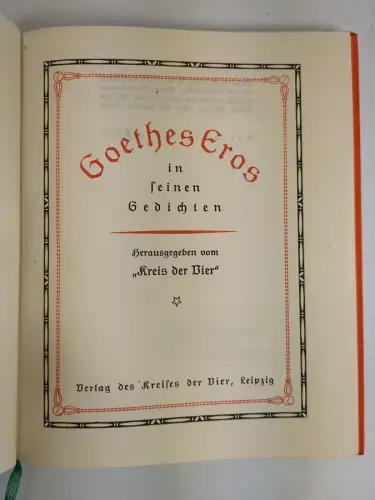 Goethes Eros
in
seinen
Gedichten
Herausgegeben vom
„Kreis der Vier“
Verlag des Kreises der Vier, Leipzig